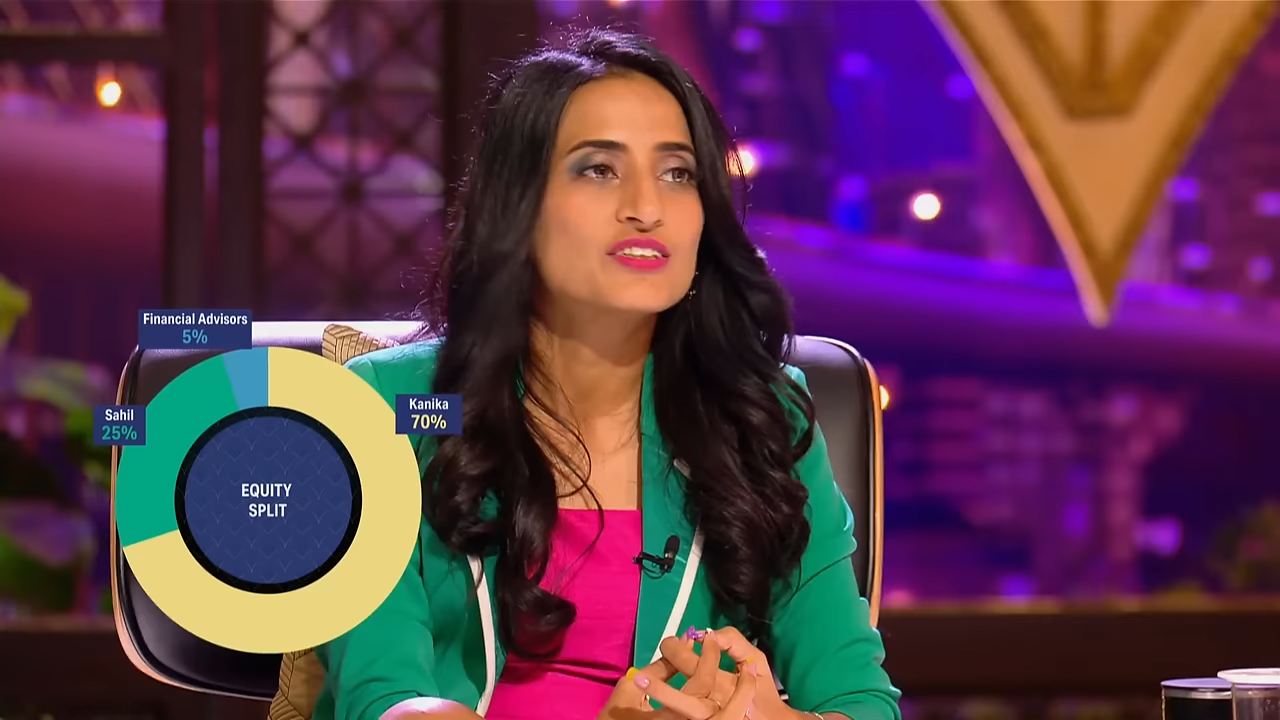 Financial Advisors
5%
Sahil
25%
Kanika
70%
EQUITY
SPLIT